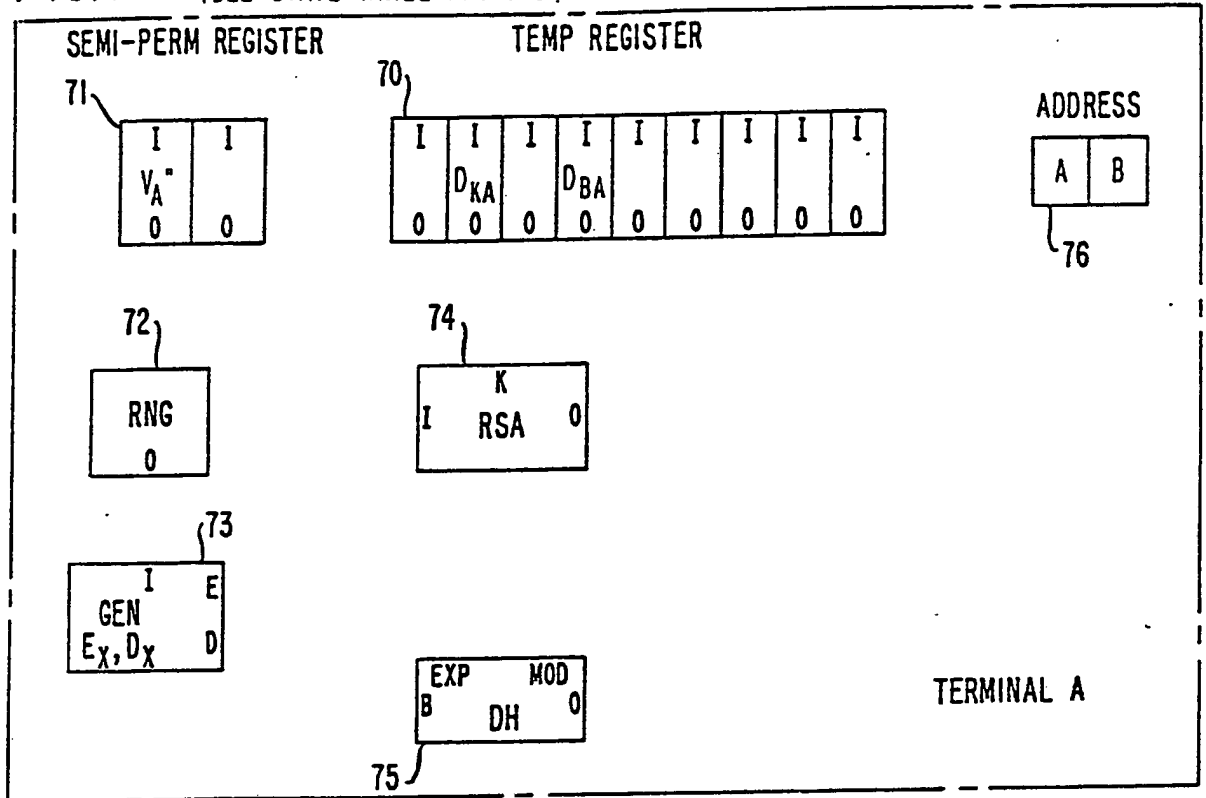 SEMI-PERM REGISTER TEMP REGISTER
71 70 ADDRESS
I I I I I I I I I I I
V_A" D_KA D_BA A B
0 0 0 0 0 0 0 0 0 0 0
76
72 74
K
RNG I RSA 0
0
73
I E
GEN
E_X, D_X D
EXP MOD
B DH 0
TERMINAL A
75